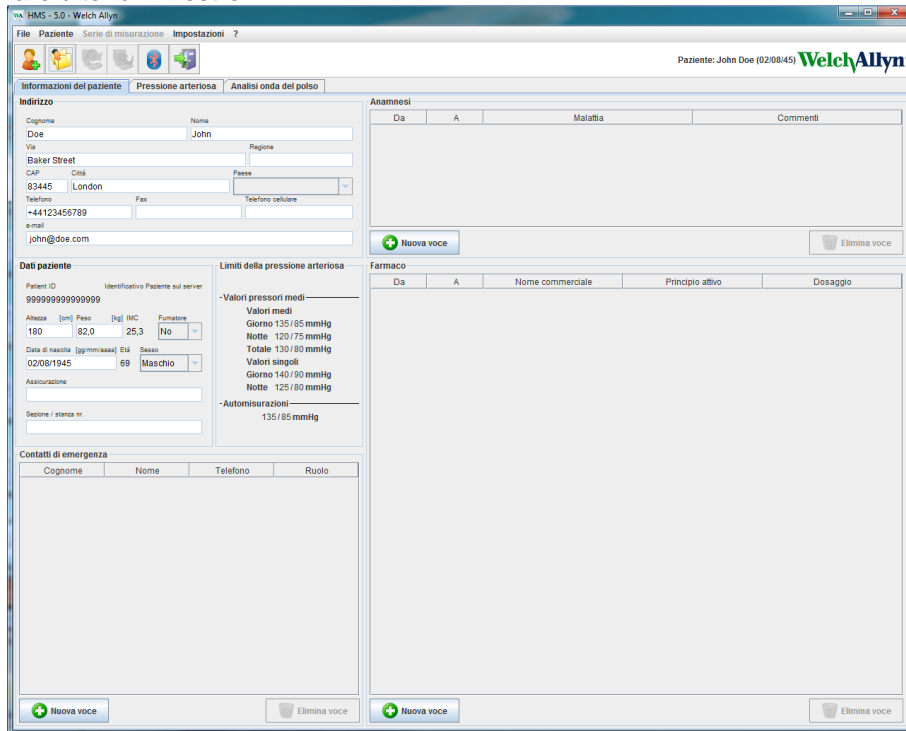 HMS - 5.0 - Welch Allyn
File Paziente Serie di misurazione Impostazioni ?
Paziente: John Doe (02/08/45) WelchAllyn
Informazioni del paziente Pressione arteriosa Analisi onda del polso
Indirizzo
Cognome Nome
Doe John
Via Regione
Baker Street
CAP Città Paese
83445 London
Telefono Fax Telefono cellulare
+44123456789
e-mail
john@doe.com
Anamnesi
Da A Malattia Commenti
Nuova voce Elimina voce
Dati paziente
Patient ID Identificativo Paziente sul server
999999999999999
Altezza [cm] Peso [kg] IMC Fumatore
180 82,0 25,3 No
Data di nascita [gg/mm/aaaa] Età Sesso
02/08/1945 69 Maschio
Assicurazione
Sezione / stanza nr.
Limiti della pressione arteriosa
Valori pressori medi
Valori medi
Giorno 135/85 mmHg
Notte 120/75 mmHg
Totale 130/80 mmHg
Valori singoli
Giorno 140/90 mmHg
Notte 125/80 mmHg
Automisurazioni
135/85 mmHg
Farmaco
Da A Nome commerciale Principio attivo Dosaggio
Contatti di emergenza
Cognome Nome Telefono Ruolo
Nuova voce Elimina voce
Nuova voce Elimina voce